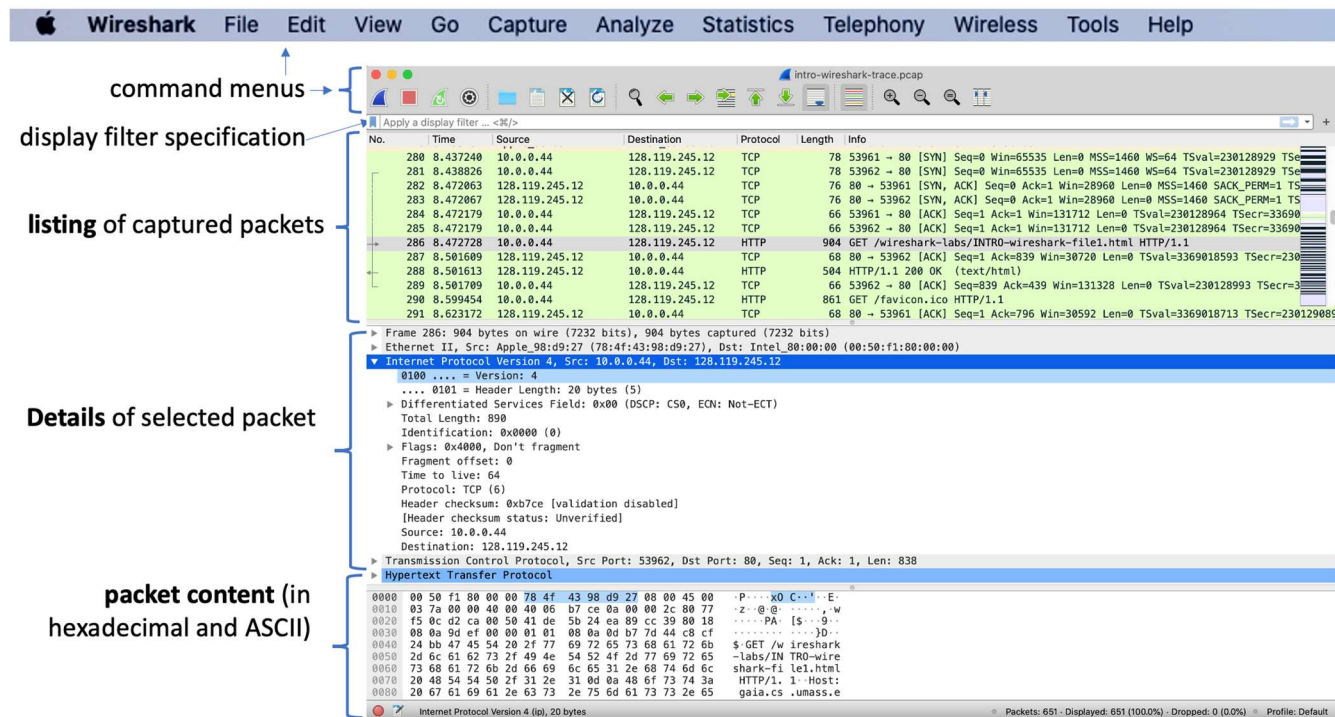 Wireshark File Edit View Go Capture Analyze Statistics Telephony Wireless Tools Help
command menus
intro-wireshark-trace.pcap
display filter specification
Apply a display filter ... <⌘/>
+
No. Time Source Destination Protocol Length Info
listing of captured packets
280 8.437240 10.0.0.44 128.119.245.12 TCP 78 53961 → 80 [SYN] Seq=0 Win=65535 Len=0 MSS=1460 WS=64 TSval=230128929 TSe
281 8.438826 10.0.0.44 128.119.245.12 TCP 78 53962 → 80 [SYN] Seq=0 Win=65535 Len=0 MSS=1460 WS=64 TSval=230128929 TSe
282 8.472063 128.119.245.12 10.0.0.44 TCP 76 80 → 53961 [SYN, ACK] Seq=0 Ack=1 Win=28960 Len=0 MSS=1460 SACK_PERM=1 TS
283 8.472067 128.119.245.12 10.0.0.44 TCP 76 80 → 53962 [SYN, ACK] Seq=0 Ack=1 Win=28960 Len=0 MSS=1460 SACK_PERM=1 TS
284 8.472179 10.0.0.44 128.119.245.12 TCP 66 53961 → 80 [ACK] Seq=1 Ack=1 Win=131712 Len=0 TSval=230128964 TSecr=33690
285 8.472179 10.0.0.44 128.119.245.12 TCP 66 53962 → 80 [ACK] Seq=1 Ack=1 Win=131712 Len=0 TSval=230128964 TSecr=33690
286 8.472728 10.0.0.44 128.119.245.12 HTTP 904 GET /wireshark-labs/INTRO-wireshark-file1.html HTTP/1.1
287 8.501609 128.119.245.12 10.0.0.44 TCP 68 80 → 53962 [ACK] Seq=1 Ack=839 Win=30720 Len=0 TSval=3369018593 TSecr=230
288 8.501613 128.119.245.12 10.0.0.44 HTTP 504 HTTP/1.1 200 OK (text/html)
289 8.501709 10.0.0.44 128.119.245.12 TCP 66 53962 → 80 [ACK] Seq=839 Ack=439 Win=131328 Len=0 TSval=230128993 TSecr=3
290 8.599454 10.0.0.44 128.119.245.12 HTTP 861 GET /favicon.ico HTTP/1.1
291 8.623172 128.119.245.12 10.0.0.44 TCP 68 80 → 53961 [ACK] Seq=1 Ack=796 Win=30592 Len=0 TSval=3369018713 TSecr=230129089
Details of selected packet
Frame 286: 904 bytes on wire (7232 bits), 904 bytes captured (7232 bits)
Ethernet II, Src: Apple_98:d9:27 (78:4f:43:98:d9:27), Dst: Intel_80:00:00 (00:50:f1:80:00:00)
Internet Protocol Version 4, Src: 10.0.0.44, Dst: 128.119.245.12
0100 .... = Version: 4
.... 0101 = Header Length: 20 bytes (5)
Differentiated Services Field: 0x00 (DSCP: CS0, ECN: Not-ECT)
Total Length: 890
Identification: 0x0000 (0)
Flags: 0x4000, Don't fragment
Fragment offset: 0
Time to live: 64
Protocol: TCP (6)
Header checksum: 0xb7ce [validation disabled]
[Header checksum status: Unverified]
Source: 10.0.0.44
Destination: 128.119.245.12
Transmission Control Protocol, Src Port: 53962, Dst Port: 80, Seq: 1, Ack: 1, Len: 838
Hypertext Transfer Protocol
packet content (in
hexadecimal and ASCII)
0000 00 50 f1 80 00 00 78 4f 43 98 d9 27 08 00 45 00 ·P····xO C··'··E·
0010 03 7a 00 00 40 00 40 06 b7 ce 0a 00 00 2c 80 77 ·z··@·@· ·····,·w
0020 f5 0c d2 ca 00 50 41 de 5b 24 ea 89 cc 39 80 18 ·····PA· [$···9··
0030 08 0a 9d ef 00 00 01 01 08 0a 0d b7 7d 44 c8 cf ········ ····}D··
0040 24 bb 47 45 54 20 2f 77 69 72 65 73 68 61 72 6b $·GET /w ireshark
0050 2d 6c 61 62 73 2f 49 4e 54 52 4f 2d 77 69 72 65 -labs/IN TRO-wire
0060 73 68 61 72 6b 2d 66 69 6c 65 31 2e 68 74 6d 6c shark-fi le1.html
0070 20 48 54 54 50 2f 31 2e 31 0d 0a 48 6f 73 74 3a HTTP/1. 1··Host:
0080 20 67 61 69 61 2e 63 73 2e 75 6d 61 73 73 2e 65 gaia.cs .umass.e
Internet Protocol Version 4 (ip), 20 bytes Packets: 651 · Displayed: 651 (100.0%) · Dropped: 0 (0.0%) Profile: Default